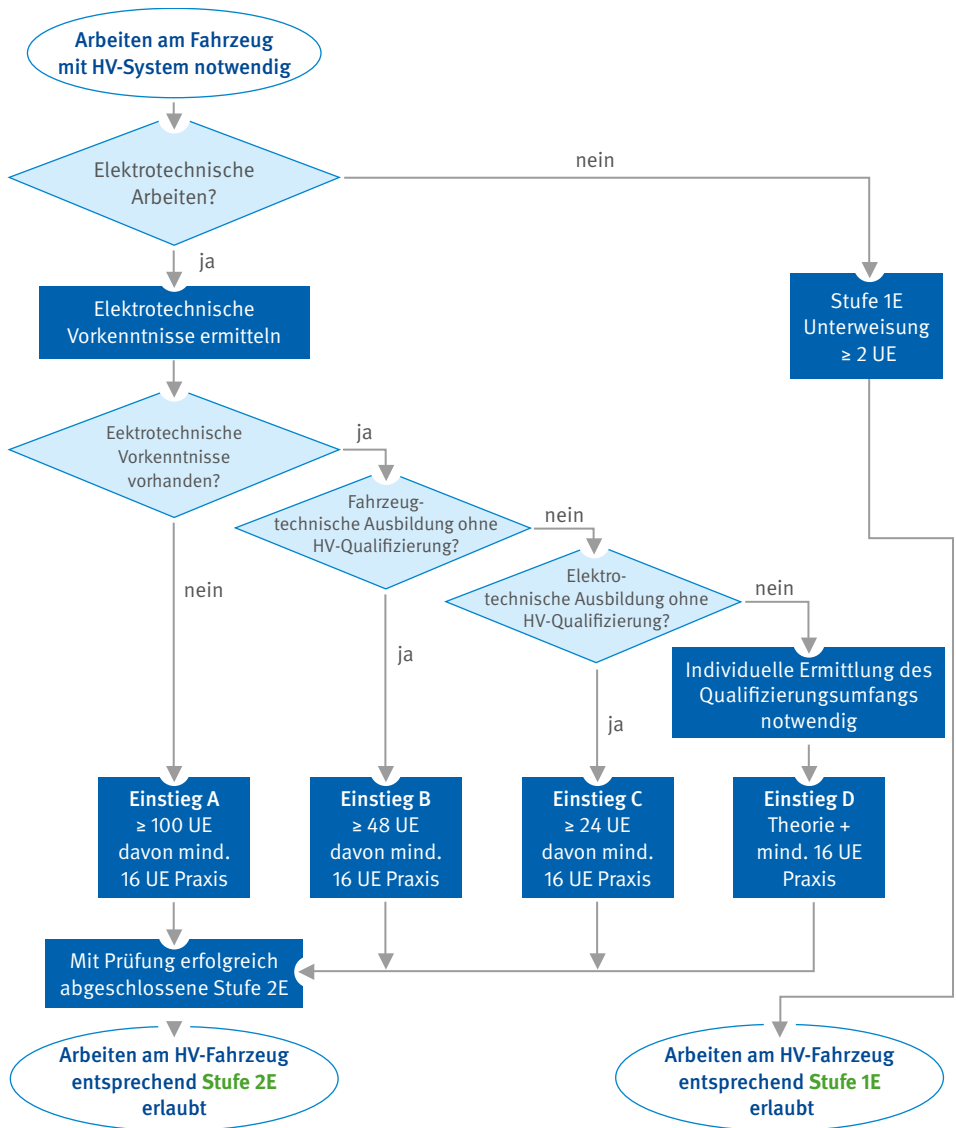 Arbeiten am Fahrzeug
mit HV-System notwendig
Elektrotechnische
Arbeiten?
nein
ja
Elektrotechnische
Vorkenntnisse ermitteln
Stufe 1E
Unterweisung
≥ 2 UE
Eektrotechnische
Vorkenntnisse
vorhanden?
ja
Fahrzeug-
technische Ausbildung ohne
HV-Qualifizierung?
nein
Elektro-
technische Ausbildung ohne
HV-Qualifizierung?
nein
nein
ja
Individuelle Ermittlung des
Qualifizierungsumfangs
notwendig
ja
Einstieg A
≥ 100 UE
davon mind.
16 UE Praxis
Einstieg B
≥ 48 UE
davon mind.
16 UE Praxis
Einstieg C
≥ 24 UE
davon mind.
16 UE Praxis
Einstieg D
Theorie +
mind. 16 UE
Praxis
Mit Prüfung erfolgreich
abgeschlossene Stufe 2E
Arbeiten am HV-Fahrzeug
entsprechend Stufe 2E
erlaubt
Arbeiten am HV-Fahrzeug
entsprechend Stufe 1E
erlaubt